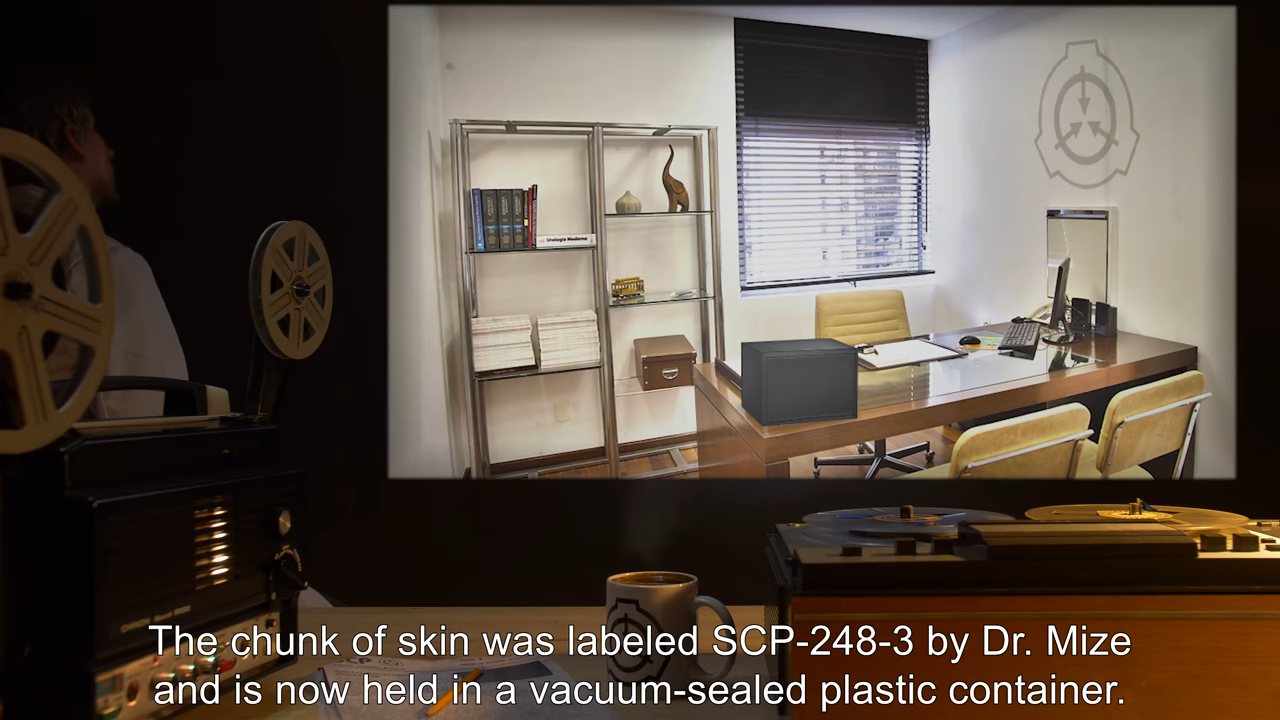 Urologia Moderna
SCP
The chunk of skin was labeled SCP-248-3 by Dr. Mize
and is now held in a vacuum-sealed plastic container.